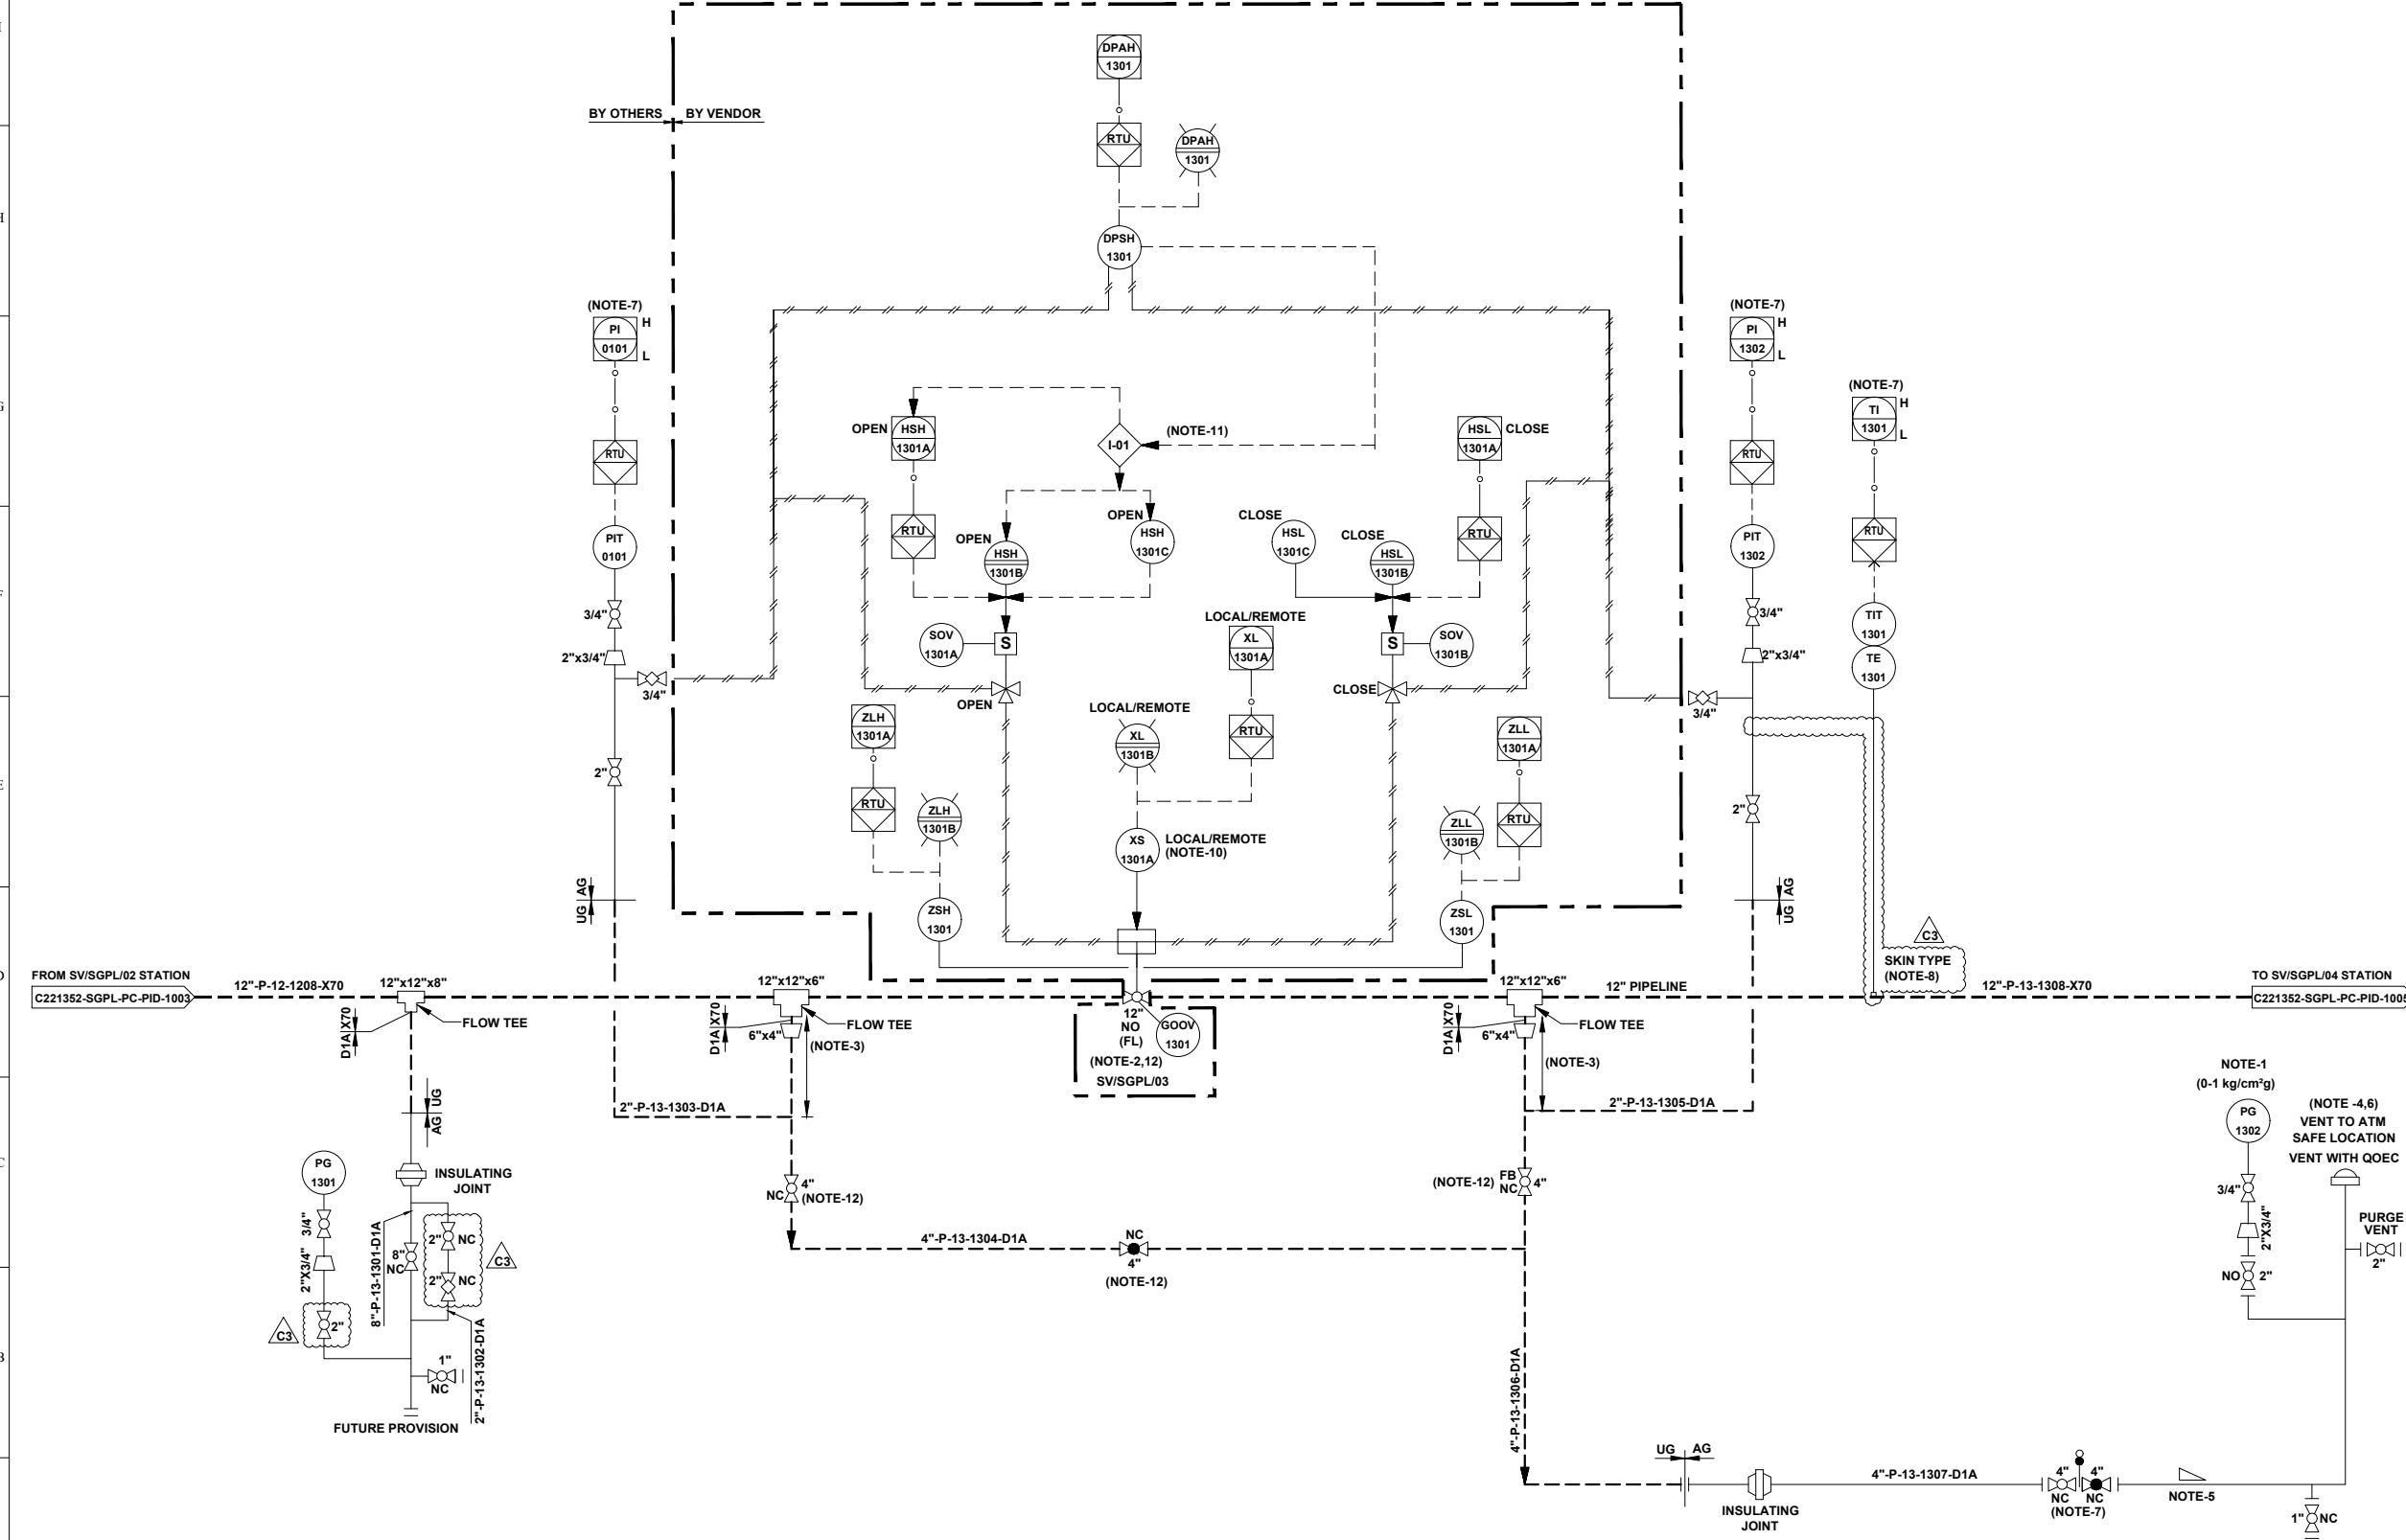 DPAH
1301
BY OTHERS
BY VENDOR
RTU
DPAH
1301
DPSH
1301
(NOTE-7)
PI
0101
H
L
RTU
PIT
0101
3/4"
2"x3/4"
3/4"
2"
UG
AG
(NOTE-7)
PI
1302
H
L
RTU
PIT
1302
3/4"
2"x3/4"
3/4"
2"
UG
AG
(NOTE-7)
TI
1301
H
L
RTU
TIT
1301
TE
1301
OPEN
HSH
1301A
RTU
I-01
(NOTE-11)
HSL
1301A
CLOSE
RTU
OPEN
HSH
1301B
OPEN
HSH
1301C
CLOSE
HSL
1301C
CLOSE
HSL
1301B
SOV
1301A
S
OPEN
LOCAL/REMOTE
XL
1301A
RTU
S
SOV
1301B
CLOSE
ZLH
1301A
RTU
ZLH
1301B
ZSH
1301
LOCAL/REMOTE
XL
1301B
XS
1301A
LOCAL/REMOTE
(NOTE-10)
ZLL
1301A
RTU
ZLL
1301B
ZSL
1301
C3
SKIN TYPE
(NOTE-8)
FROM SV/SGPL/02 STATION
C221352-SGPL-PC-PID-1003
12"-P-12-1208-X70
12"x12"x8"
FLOW TEE
D1A
X70
12"x12"x6"
FLOW TEE
D1A
X70
6"x4"
(NOTE-3)
12"
NO
(FL)
(NOTE-2,12)
SV/SGPL/03
GOOV
1301
12"x12"x6"
FLOW TEE
D1A
X70
6"x4"
(NOTE-3)
12" PIPELINE
12"-P-13-1308-X70
TO SV/SGPL/04 STATION
C221352-SGPL-PC-PID-1005
2"-P-13-1303-D1A
2"-P-13-1305-D1A
AG
UG
INSULATING
JOINT
PG
1301
3/4"
2"X3/4"
C3
2"
8"-P-13-1301-D1A
8"
NC
2"
NC
2"
NC
C3
2"-P-13-1302-D1A
1"
NC
FUTURE PROVISION
4"
NC
(NOTE-12)
4"-P-13-1304-D1A
NC
4"
(NOTE-12)
(NOTE-12)
FB
NC
4"
4"-P-13-1306-D1A
UG
AG
INSULATING
JOINT
4"-P-13-1307-D1A
4"
4"
NC
NC
(NOTE-7)
NOTE-5
1"
NC
NOTE-1
(0-1 kg/cm²g)
PG
1302
3/4"
2"X3/4"
NO
2"
(NOTE -4,6)
VENT TO ATM
SAFE LOCATION
VENT WITH QOEC
PURGE
VENT
2"
H
G
F
E
D
C
B